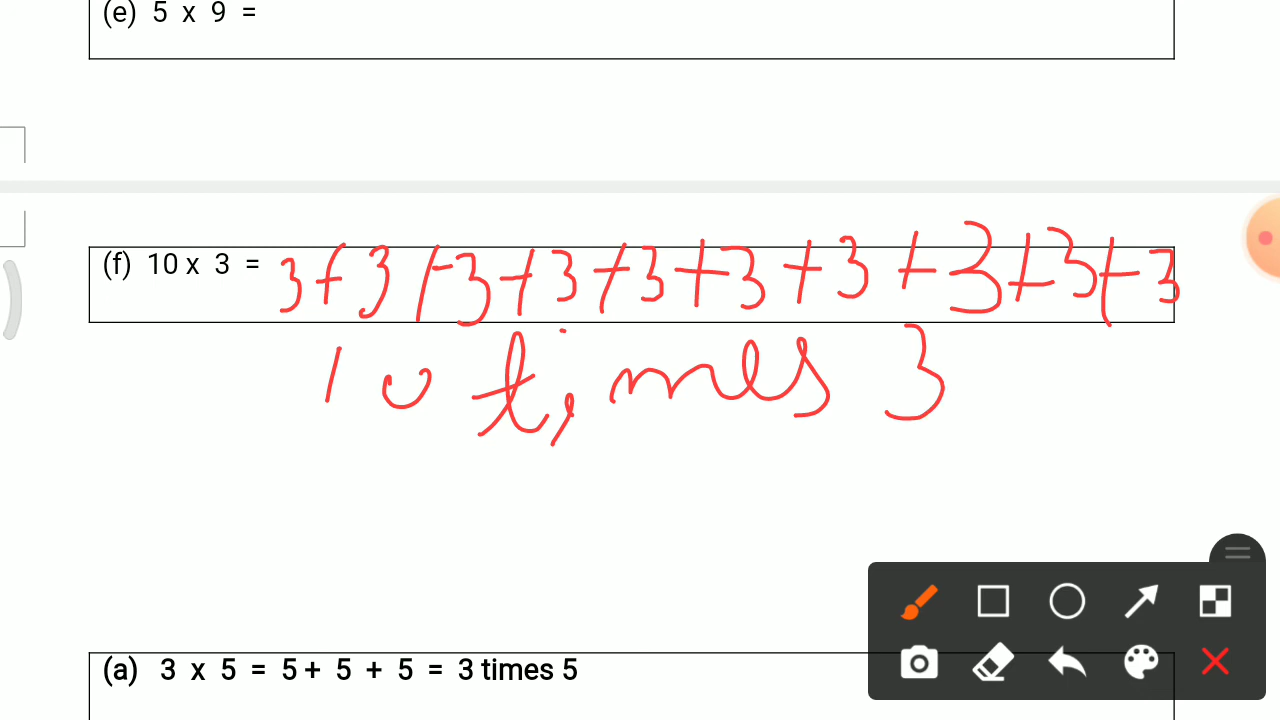 (e) 5 x 9 =
(f) 10 x 3 = 3+3+3+3+3+3+3+3+3+3
10 times 3
(a) 3 x 5 = 5 + 5 + 5 = 3 times 5